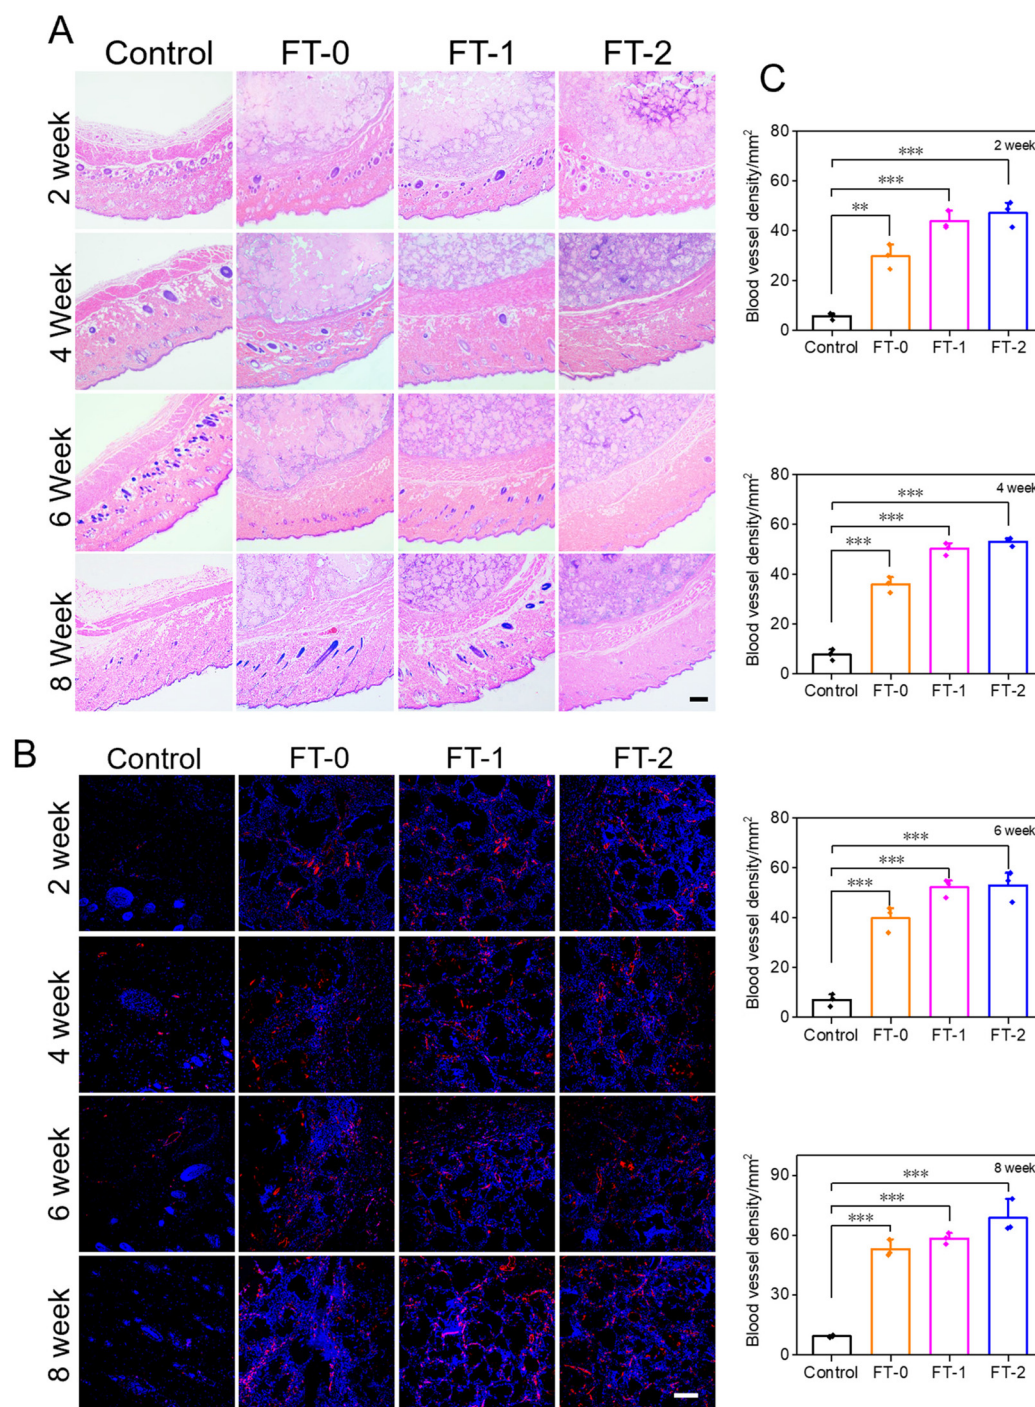 A
Control FT-0 FT-1 FT-2
2 week
4 Week
6 Week
8 Week
B
Control FT-0 FT-1 FT-2
2 week
4 week
6 week
8 week
C
Blood vessel density/mm²
80
60
40
20
0
2 week
***
***
**
Control FT-0 FT-1 FT-2
Blood vessel density/mm²
80
60
40
20
0
4 week
***
***
***
Control FT-0 FT-1 FT-2
Blood vessel density/mm²
80
60
40
20
0
6 week
***
***
***
Control FT-0 FT-1 FT-2
Blood vessel density/mm²
90
60
30
0
8 week
***
***
***
Control FT-0 FT-1 FT-2